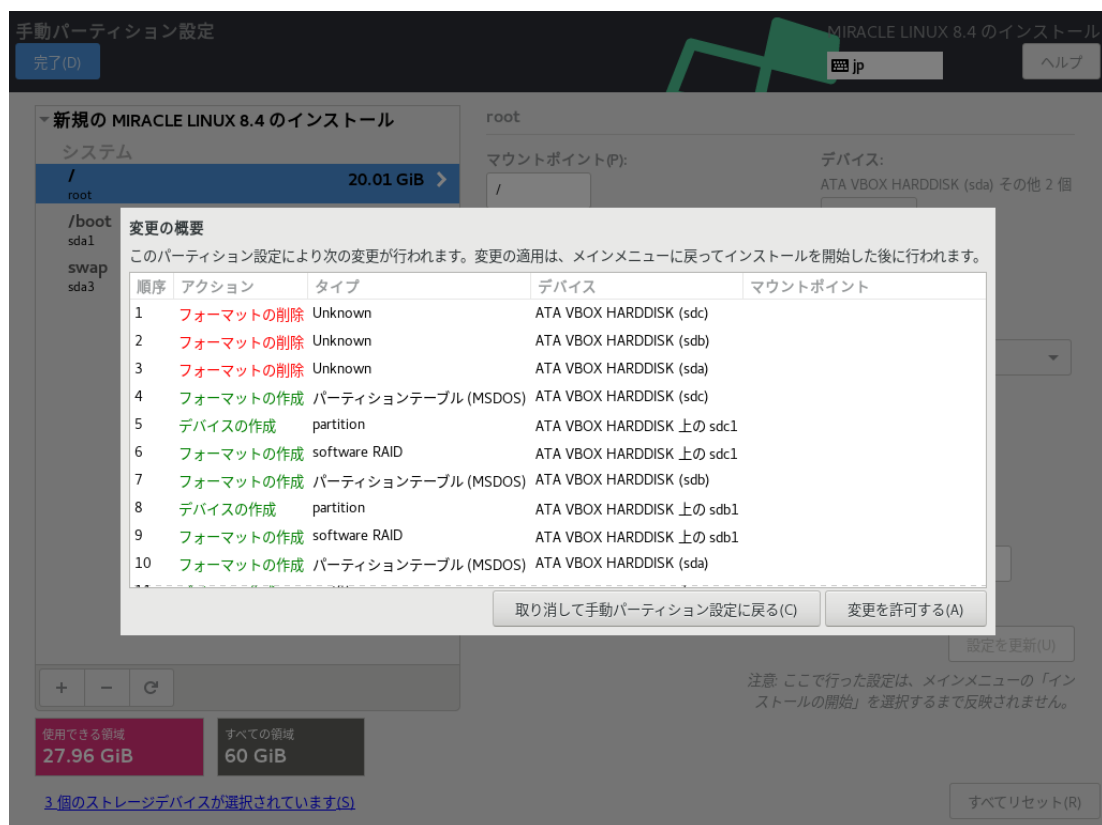 手動パーティション設定
MIRACLE LINUX 8.4 のインストール
完了(D)
jp
ヘルプ
新規の MIRACLE LINUX 8.4 のインストール
システム
/
root
20.01 GiB
/boot
sda1
swap
sda3
root
マウントポイント(P):
/
デバイス:
ATA VBOX HARDDISK (sda) その他 2 個
変更の概要
このパーティション設定により次の変更が行われます。変更の適用は、メインメニューに戻ってインストールを開始した後に行われます。
順序 アクション タイプ デバイス マウントポイント
1 フォーマットの削除 Unknown ATA VBOX HARDDISK (sdc)
2 フォーマットの削除 Unknown ATA VBOX HARDDISK (sdb)
3 フォーマットの削除 Unknown ATA VBOX HARDDISK (sda)
4 フォーマットの作成 パーティションテーブル (MSDOS) ATA VBOX HARDDISK (sdc)
5 デバイスの作成 partition ATA VBOX HARDDISK 上の sdc1
6 フォーマットの作成 software RAID ATA VBOX HARDDISK 上の sdc1
7 フォーマットの作成 パーティションテーブル (MSDOS) ATA VBOX HARDDISK (sdb)
8 デバイスの作成 partition ATA VBOX HARDDISK 上の sdb1
9 フォーマットの作成 software RAID ATA VBOX HARDDISK 上の sdb1
10 フォーマットの作成 パーティションテーブル (MSDOS) ATA VBOX HARDDISK (sda)
取り消して手動パーティション設定に戻る(C)
変更を許可する(A)
設定を更新(U)
注意: ここで行った設定は、メインメニューの「イン
ストールの開始」を選択するまで反映されません。
使用できる領域
27.96 GiB
すべての領域
60 GiB
3 個のストレージデバイスが選択されています(S)
すべてリセット(R)